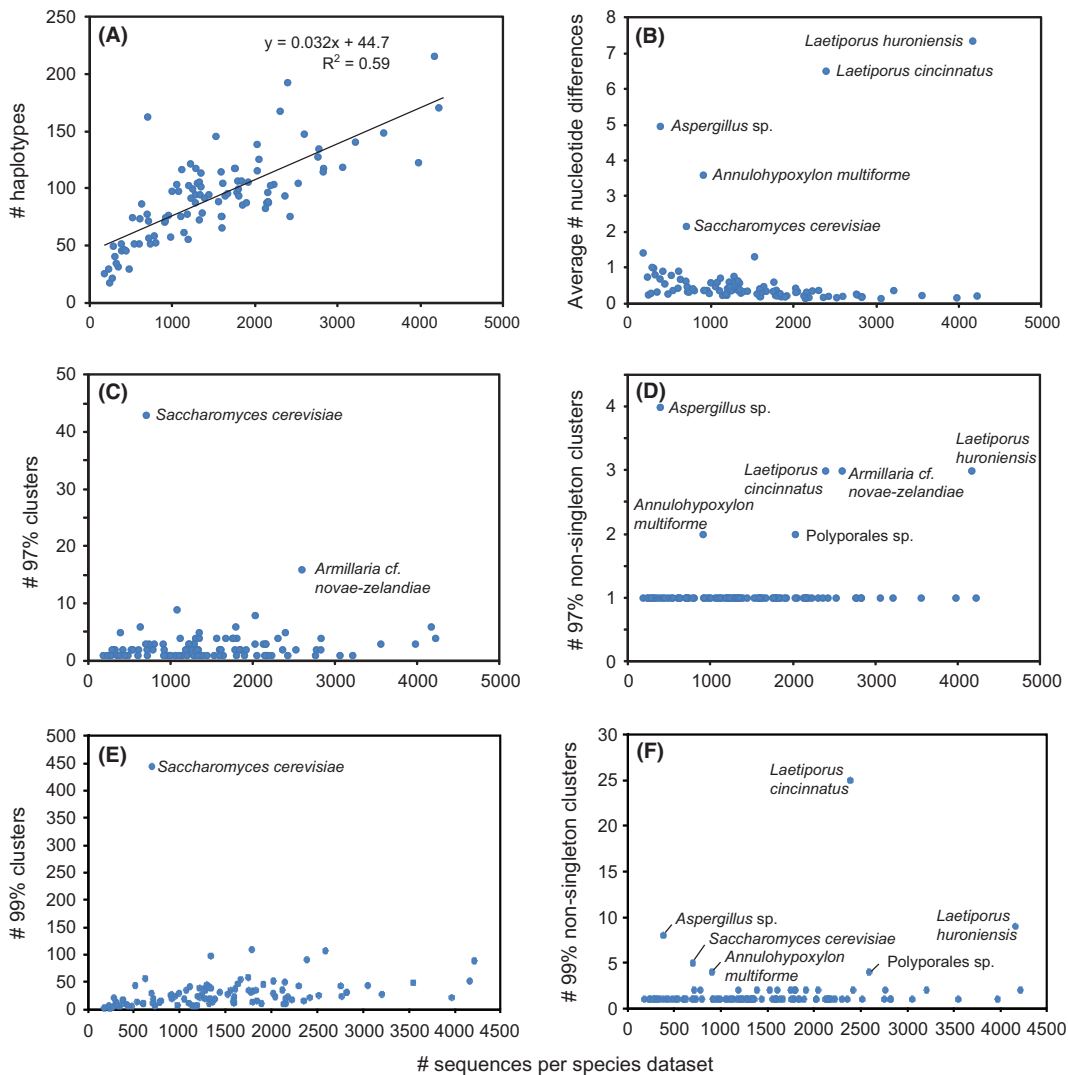 (A)
y = 0.032x + 44.7
R² = 0.59
# haplotypes
250
200
150
100
50
0
0 1000 2000 3000 4000 5000
(B)
Laetiporus huroniensis
Laetiporus cincinnatus
Aspergillus sp.
Annulohypoxylon multiforme
Saccharomyces cerevisiae
Average # nucleotide differences
8
7
6
5
4
3
2
1
0
0 1000 2000 3000 4000 5000
(C)
Saccharomyces cerevisiae
Armillaria cf.
novae-zelandiae
# 97% clusters
50
40
30
20
10
0
0 1000 2000 3000 4000 5000
(D)
Aspergillus sp.
Laetiporus
huroniensis
Laetiporus
cincinnatus
Armillaria cf.
novae-zelandiae
Annulohypoxylon
multiforme
Polyporales sp.
# 97% non-singleton clusters
4
3
2
1
0
0 1000 2000 3000 4000 5000
(E)
Saccharomyces cerevisiae
# 99% clusters
500
450
400
350
300
250
200
150
100
50
0
0 1000 2000 3000 4000 5000
(F)
Laetiporus
cincinnatus
Aspergillus sp.
Laetiporus
huroniensis
Saccharomyces cerevisiae
Annulohypoxylon
multiforme
Polyporales sp.
# 99% non-singleton clusters
30
25
20
15
10
5
0
0 500 1000 1500 2000 2500 3000 3500 4000 4500
# sequences per species dataset